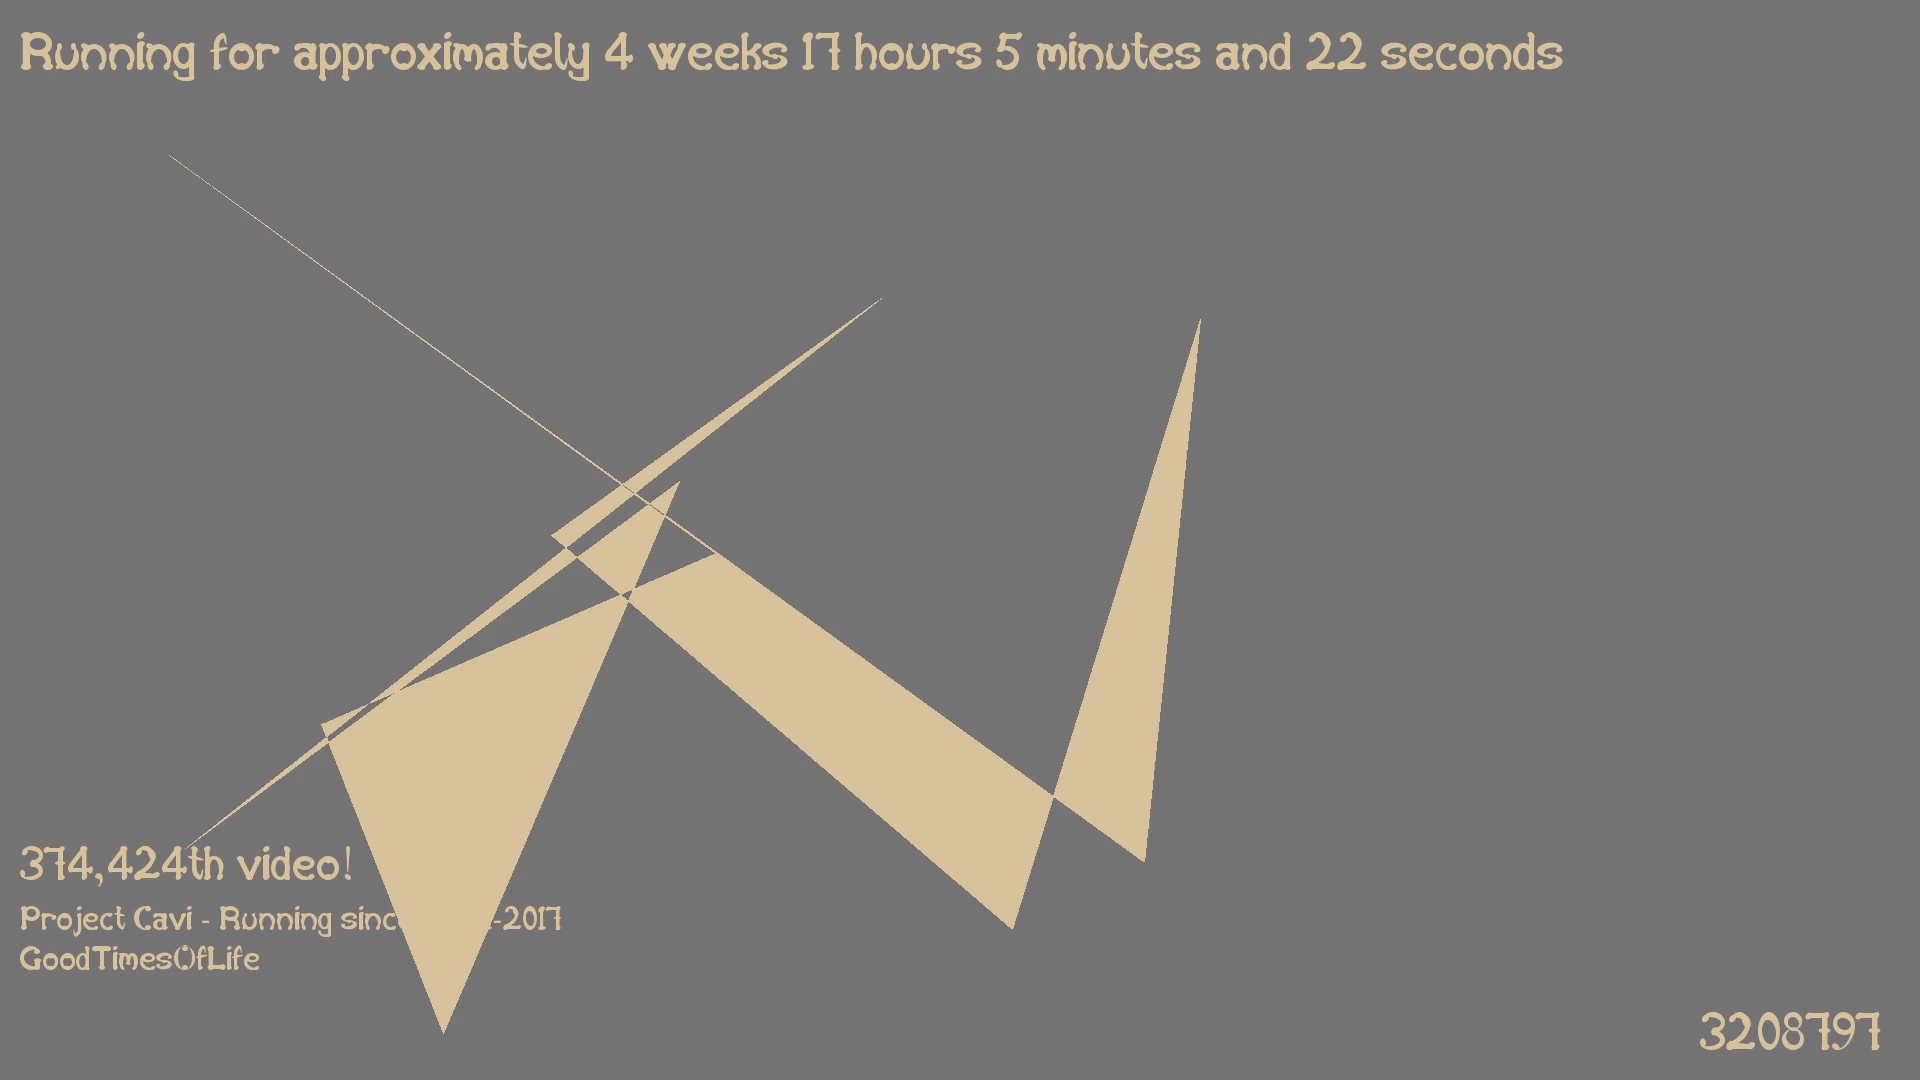 Running for approximately 4 weeks 17 hours 5 minutes and 22 seconds
374,424th video!
Project Cavi - Running -2017
GoodTimesOfLife
3208797